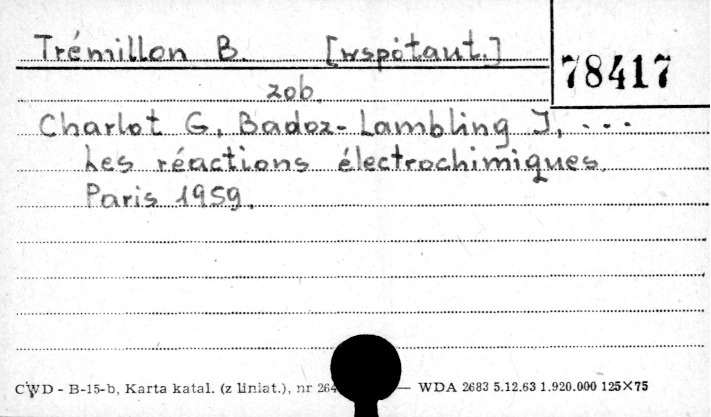 Trémillon B. [współaut.]
78417
zob.
Charlot G, Badoz-Lambling J, ...
Les réactions électrochimiques.
Paris 1959.
CWD - B-15-b, Karta katal. (z liniat.), nr 264 — WDA 2683 5.12.63 1.920.000 125×75